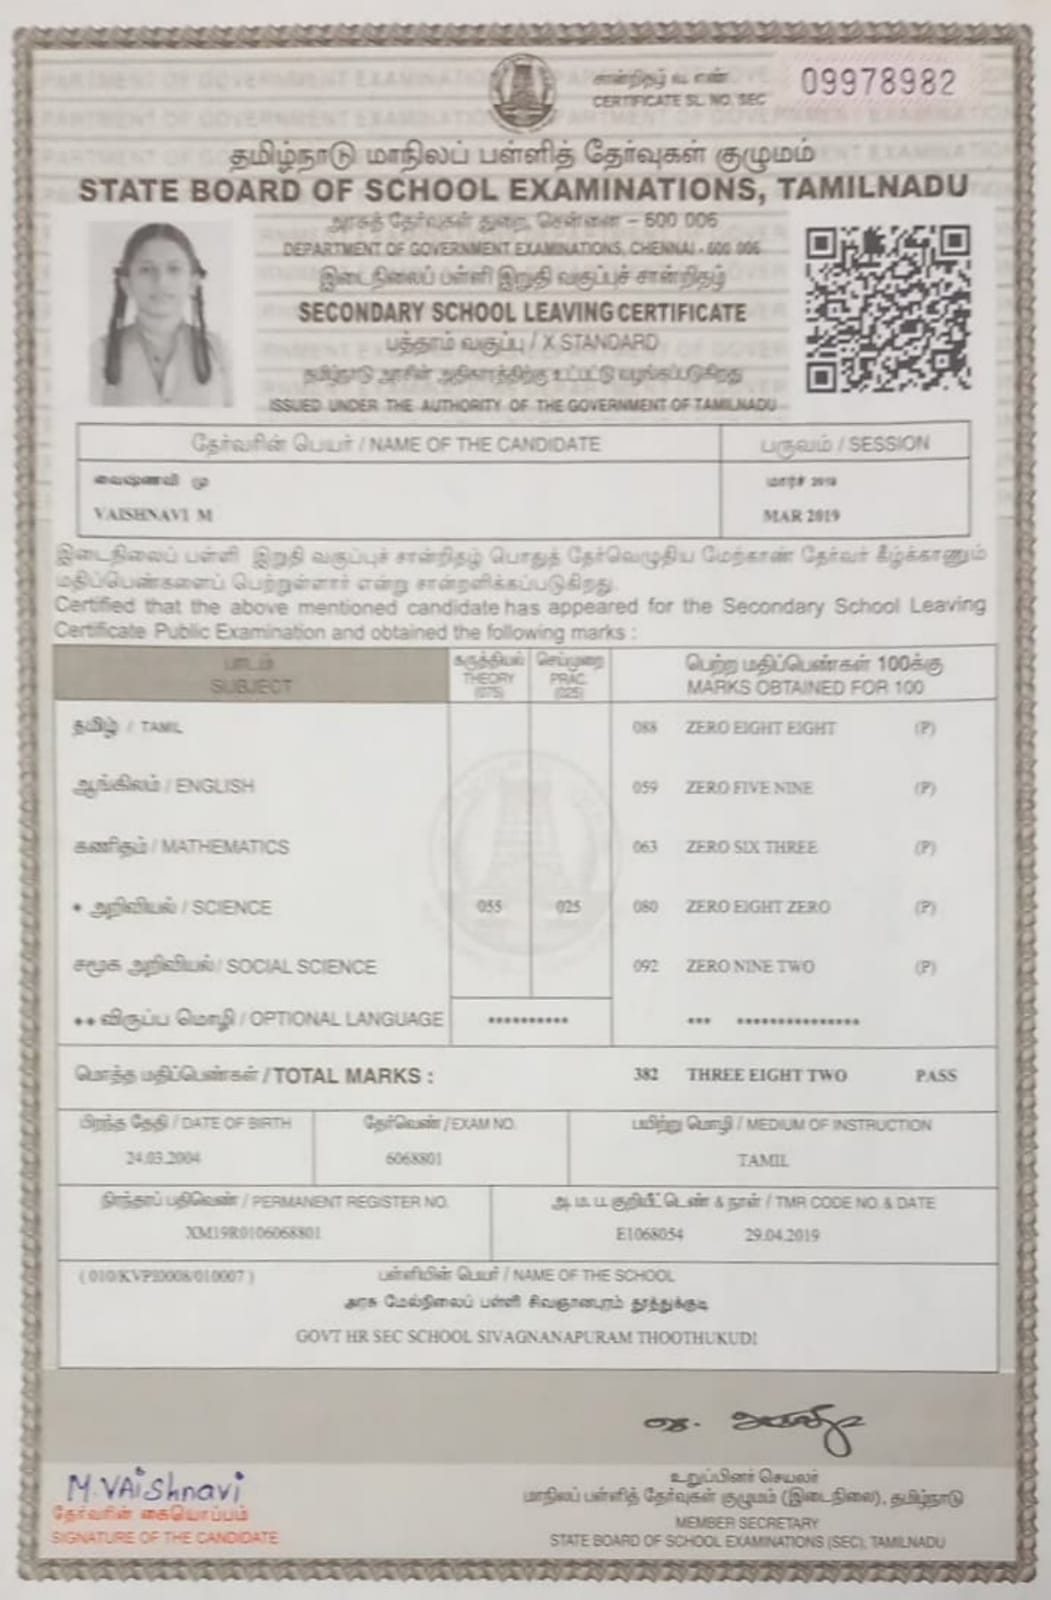 சான்றிதழ் வ. எண்
CERTIFICATE SL. NO. SEC
09978982
தமிழ்நாடு மாநிலப் பள்ளித் தேர்வுகள் குழுமம்
STATE BOARD OF SCHOOL EXAMINATIONS, TAMILNADU
அரசுத் தேர்வுகள் துறை, சென்னை – 600 006
DEPARTMENT OF GOVERNMENT EXAMINATIONS, CHENNAI - 600 006
இடைநிலைப் பள்ளி இறுதி வகுப்புச் சான்றிதழ்
SECONDARY SCHOOL LEAVING CERTIFICATE
பத்தாம் வகுப்பு / X STANDARD
தமிழ்நாடு அரசின் அதிகாரத்திற்கு உட்பட்டு வழங்கப்படுகிறது
ISSUED UNDER THE AUTHORITY OF THE GOVERNMENT OF TAMILNADU
தேர்வரின் பெயர் / NAME OF THE CANDIDATE பருவம் / SESSION
வைஷ்ணவி மு மார்ச் 2019
VAISHNAVI M MAR 2019
இடைநிலைப் பள்ளி இறுதி வகுப்புச் சான்றிதழ் பொதுத் தேர்வெழுதிய மேற்காண் தேர்வர் கீழ்க்காணும்
மதிப்பெண்களைப் பெற்றுள்ளார் என்று சான்றளிக்கப்படுகிறது.
Certified that the above mentioned candidate has appeared for the Secondary School Leaving
Certificate Public Examination and obtained the following marks :
பாடம் கருத்தியல் செய்முறை பெற்ற மதிப்பெண்கள் 100க்கு
SUBJECT THEORY (075) PRAC. (025) MARKS OBTAINED FOR 100
தமிழ் / TAMIL 088 ZERO EIGHT EIGHT (P)
ஆங்கிலம் / ENGLISH 059 ZERO FIVE NINE (P)
கணிதம் / MATHEMATICS 063 ZERO SIX THREE (P)
* அறிவியல் / SCIENCE 055 025 080 ZERO EIGHT ZERO (P)
சமூக அறிவியல் / SOCIAL SCIENCE 092 ZERO NINE TWO (P)
** விருப்ப மொழி / OPTIONAL LANGUAGE ********** *** ***************
மொத்த மதிப்பெண்கள் / TOTAL MARKS : 382 THREE EIGHT TWO PASS
பிறந்த தேதி / DATE OF BIRTH தேர்வெண் / EXAM NO. பயிற்று மொழி / MEDIUM OF INSTRUCTION
24.03.2004 6068801 TAMIL
நிரந்தரப் பதிவெண் / PERMANENT REGISTER NO. அ.ம.ப. குறியீட்டெண் & நாள் / TMR CODE NO. & DATE
XM19R0106068801 E1068054 29.04.2019
( 010/KVPI0008/010007 ) பள்ளியின் பெயர் / NAME OF THE SCHOOL
அரசு மேல்நிலைப் பள்ளி சிவஞானபுரம் தூத்துக்குடி
GOVT HR SEC SCHOOL SIVAGNANAPURAM THOOTHUKUDI
M.VAishnavi
தேர்வரின் கையொப்பம்
SIGNATURE OF THE CANDIDATE
உறுப்பினர் செயலர்
மாநிலப் பள்ளித் தேர்வுகள் குழுமம் (இடைநிலை), தமிழ்நாடு
MEMBER SECRETARY
STATE BOARD OF SCHOOL EXAMINATIONS (SEC), TAMILNADU